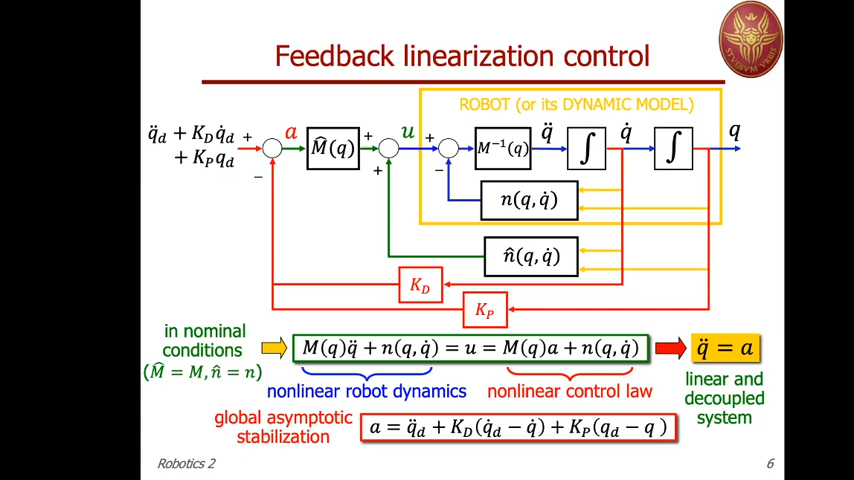 Feedback linearization control
STVDIVM VRBIS
ROBOT (or its DYNAMIC MODEL)
q̈_d + K_D q̇_d
+ K_P q_d
+
−
a
M̂(q)
+
+
u
+
−
M⁻¹(q)
q̈
∫
q̇
∫
q
n(q, q̇)
n̂(q, q̇)
K_D
K_P
in nominal
conditions
(M̂ = M, n̂ = n)
M(q)q̈ + n(q, q̇) = u = M(q)a + n(q, q̇)
q̈ = a
nonlinear robot dynamics
nonlinear control law
linear and
decoupled
system
global asymptotic
stabilization
a = q̈_d + K_D(q̇_d − q̇) + K_P(q_d − q )
Robotics 2
6